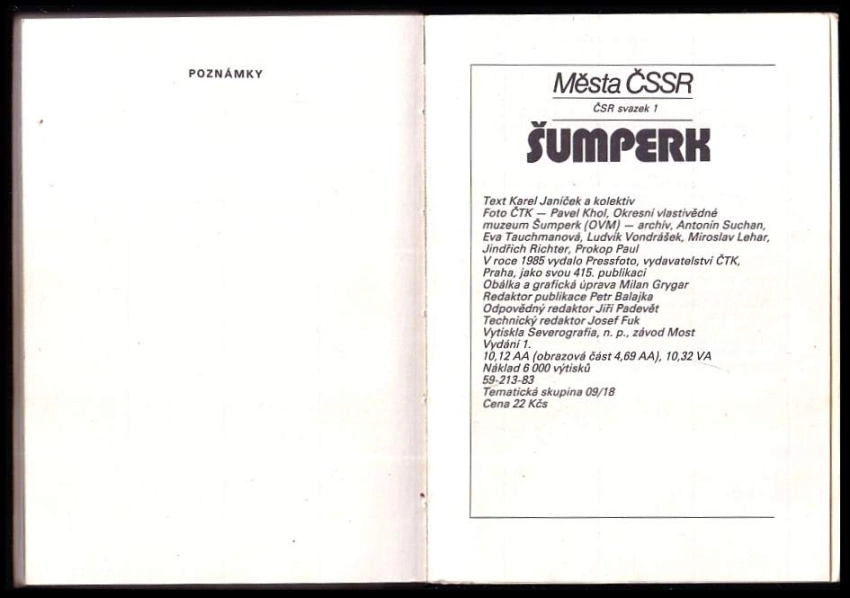 POZNÁMKY
Města ČSSR
ČSR svazek 1
ŠUMPERK
Text Karel Janíček a kolektiv
Foto ČTK — Pavel Khol, Okresní vlastivědné
muzeum Šumperk (OVM) — archív, Antonín Suchan,
Eva Tauchmanová, Ludvík Vondrášek, Miroslav Lehar,
Jindřich Richter, Prokop Paul
V roce 1985 vydalo Pressfoto, vydavatelství ČTK,
Praha, jako svou 415. publikaci
Obálka a grafická úprava Milan Grygar
Redaktor publikace Petr Balajka
Odpovědný redaktor Jiří Padevět
Technický redaktor Josef Fuk
Vytiskla Severografia, n. p., závod Most
Vydání 1.
10,12 AA (obrazová část 4,69 AA), 10,32 VA
Náklad 6 000 výtisků
59-213-83
Tematická skupina 09/18
Cena 22 Kčs